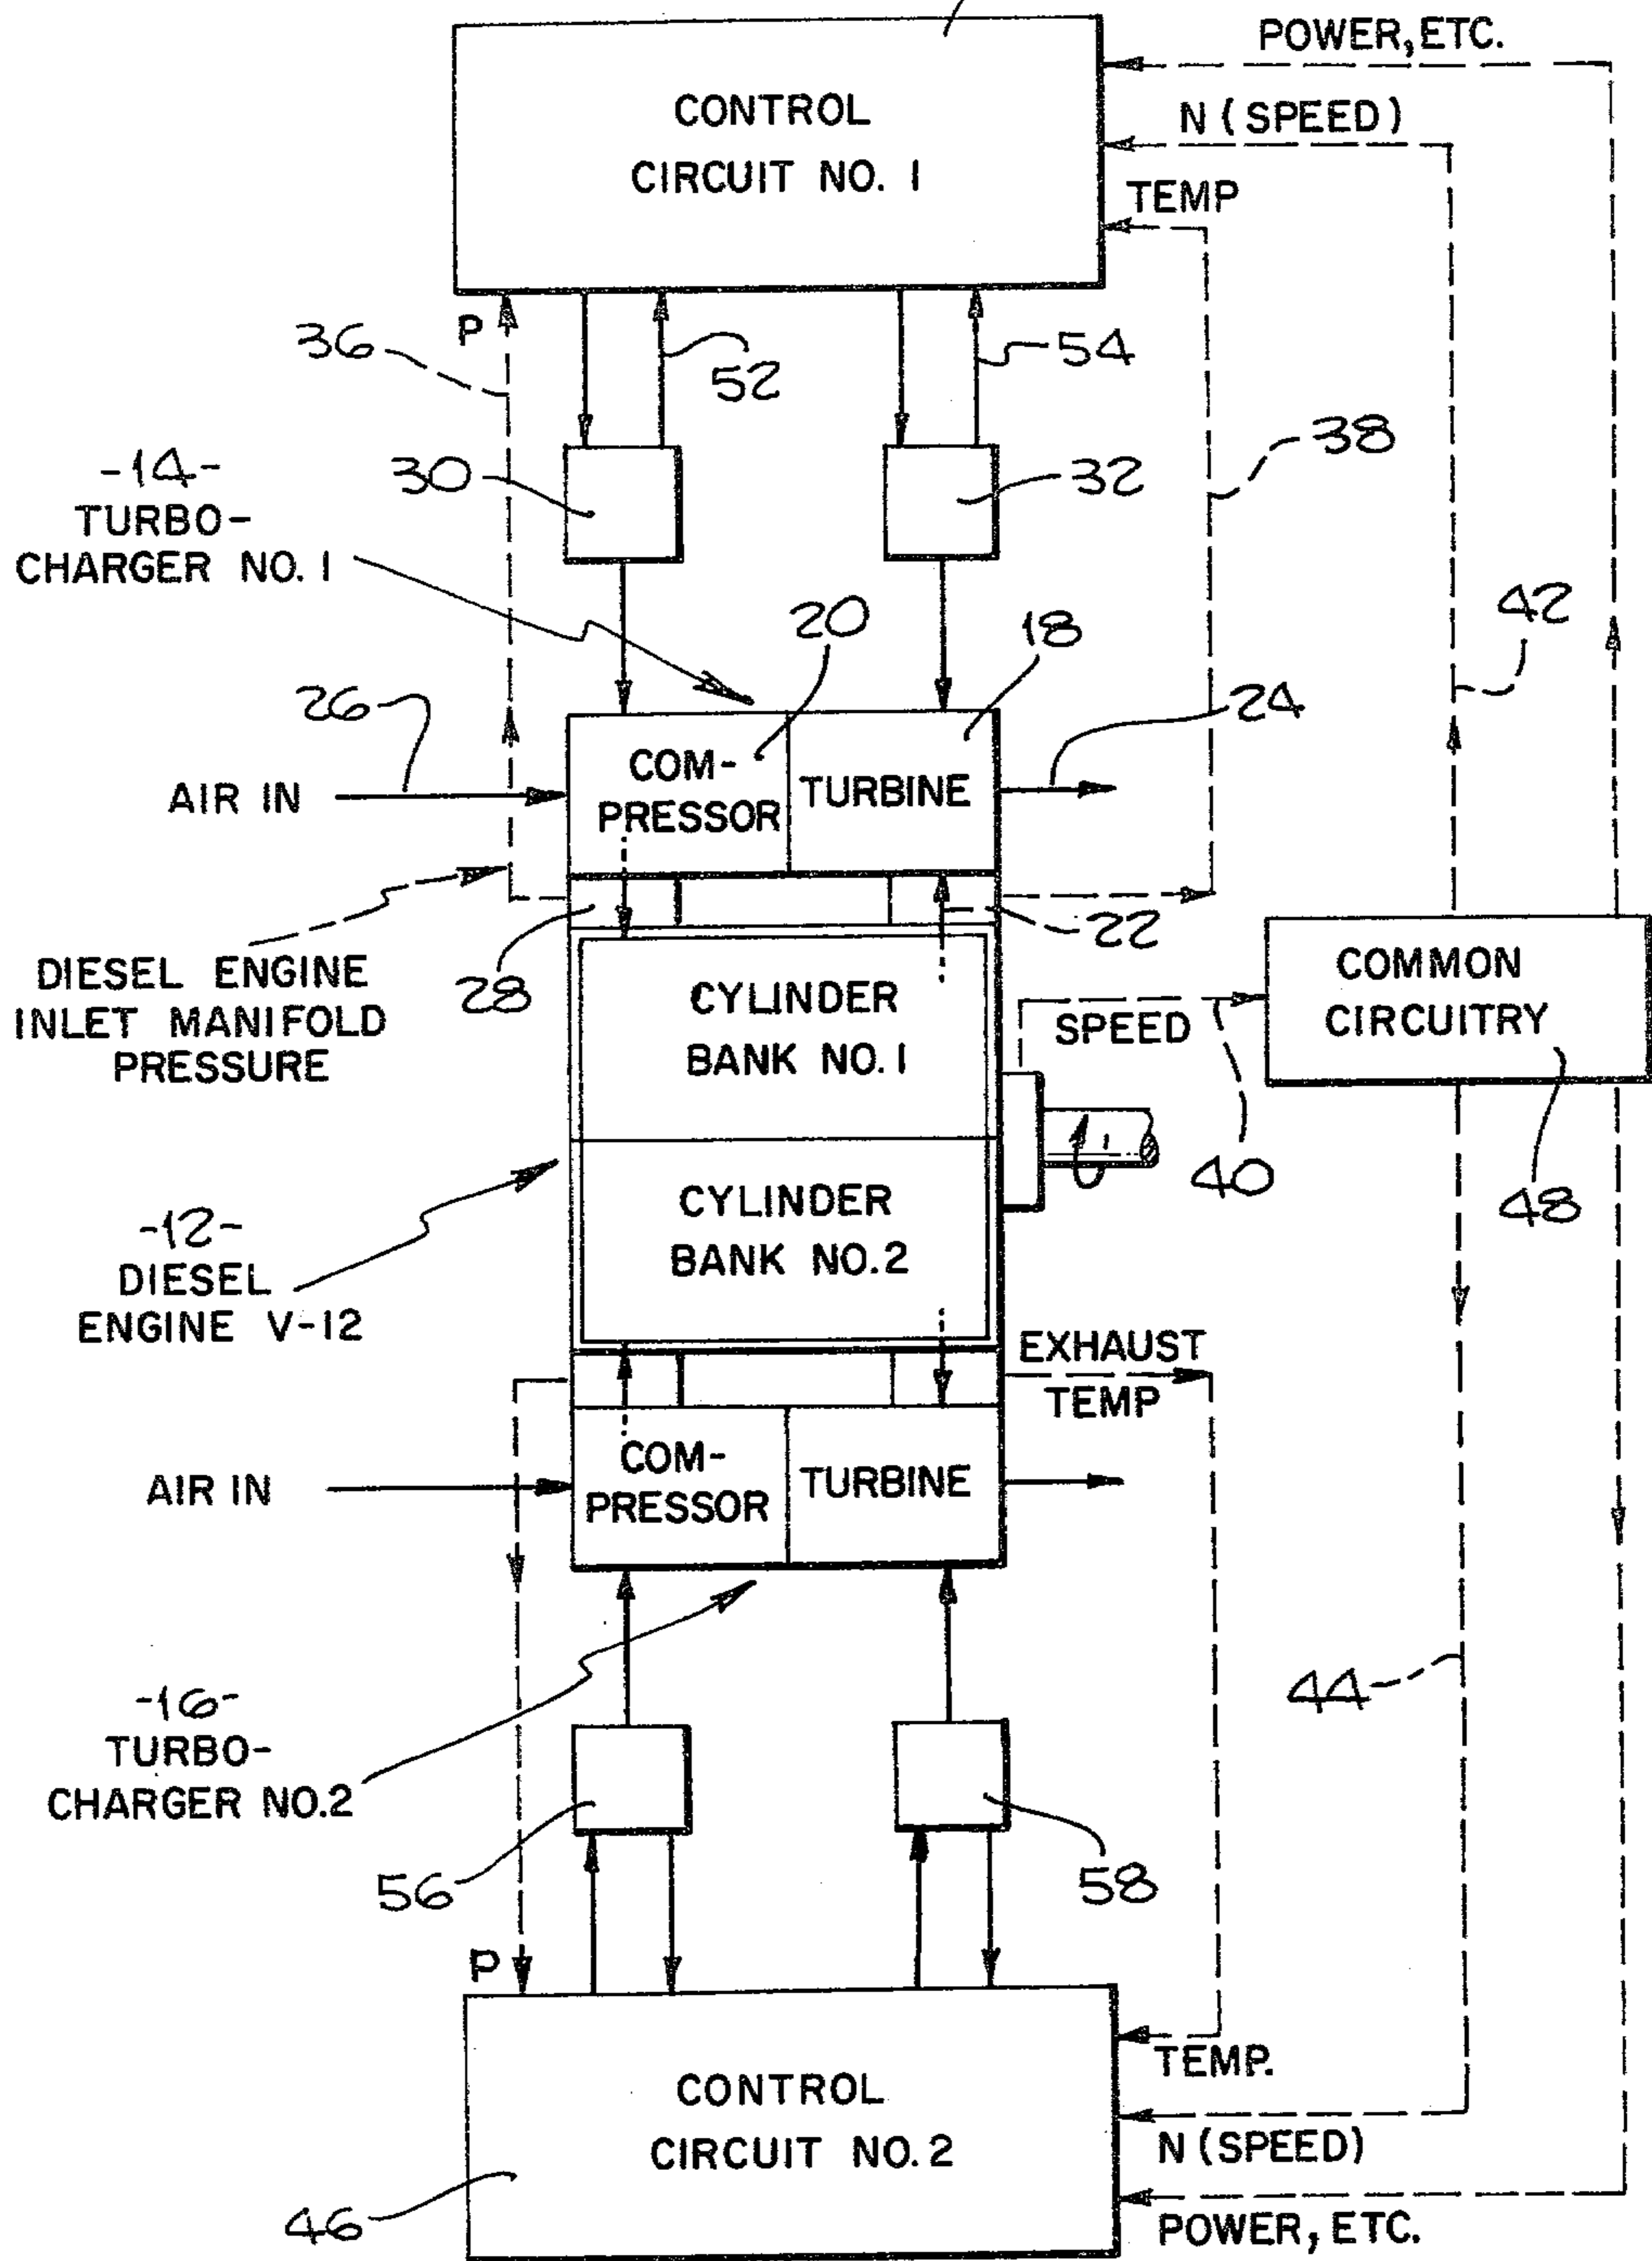 POWER, ETC.
CONTROL
CIRCUIT NO. 1
N (SPEED)
TEMP
P
36
52
54
38
-14-
TURBO-
CHARGER NO. 1
30
32
42
20
18
26
24
AIR IN
COM-
PRESSOR
TURBINE
22
28
DIESEL ENGINE
INLET MANIFOLD
PRESSURE
CYLINDER
BANK NO. 1
SPEED
COMMON
CIRCUITRY
40
48
-12-
DIESEL
ENGINE V-12
CYLINDER
BANK NO. 2
EXHAUST
TEMP
AIR IN
COM-
PRESSOR
TURBINE
-16-
TURBO-
CHARGER NO. 2
44
56
58
P
TEMP.
CONTROL
CIRCUIT NO. 2
N (SPEED)
46
POWER, ETC.